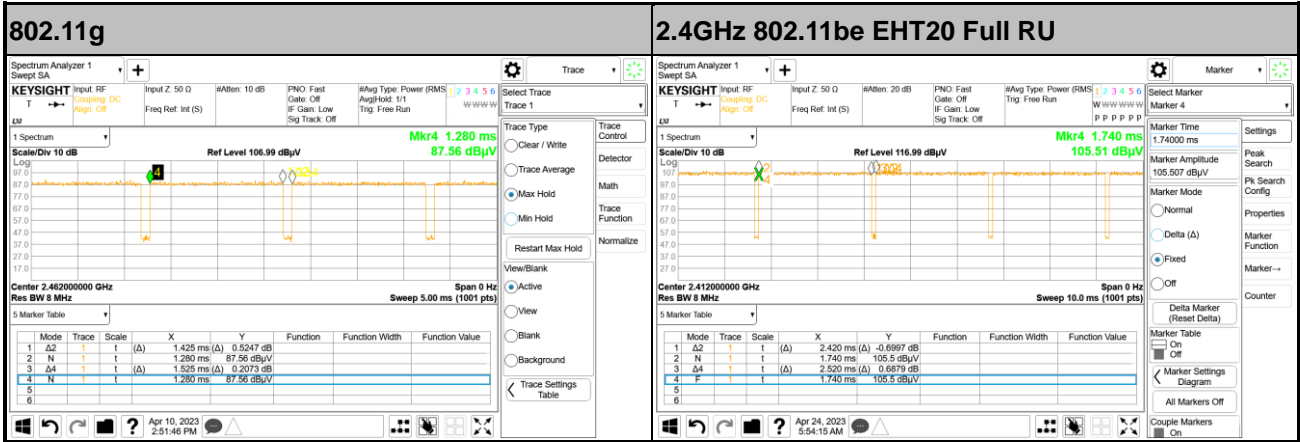 802.11g
Spectrum Analyzer 1
Swept SA
Trace
KEYSIGHT
Input: RF
Coupling: DC
Align: Off
Input Z: 50 Ω
Freq Ref: Int (S)
#Atten: 10 dB
PNO: Fast
Gate: Off
IF Gain: Low
Sig Track: Off
#Avg Type: Power (RMS
Avg|Hold: 1/1
Trig: Free Run
1 2 3 4 5 6
W W W W
Select Trace
Trace 1
1 Spectrum
Scale/Div 10 dB
Log
Ref Level 106.99 dBµV
Mkr4 1.280 ms
87.56 dBµV
97.0
87.0
77.0
67.0
57.0
47.0
37.0
27.0
17.0
4
Center 2.462000000 GHz
Res BW 8 MHz
Span 0 Hz
Sweep 5.00 ms (1001 pts)
5 Marker Table
Mode Trace Scale X Y Function Function Width Function Value
1 Δ2 1 t (Δ) 1.425 ms (Δ) 0.5247 dB
2 N 1 t 1.280 ms 87.56 dBµV
3 Δ4 1 t (Δ) 1.525 ms (Δ) 0.2073 dB
4 N 1 t 1.280 ms 87.56 dBµV
5
6
Trace Type
Clear / Write
Trace Average
Max Hold
Min Hold
Restart Max Hold
View/Blank
Active
View
Blank
Background
Trace Settings
Table
Trace
Control
Detector
Math
Trace
Function
Normalize
Apr 10, 2023
2:51:46 PM
2.4GHz 802.11be EHT20 Full RU
Spectrum Analyzer 1
Swept SA
Marker
KEYSIGHT
Input: RF
Coupling: DC
Align: Off
Input Z: 50 Ω
Freq Ref: Int (S)
#Atten: 20 dB
PNO: Fast
Gate: Off
IF Gain: Low
Sig Track: Off
#Avg Type: Power (RMS
Trig: Free Run
1 2 3 4 5 6
W W W W W W
P P P P P P
Select Marker
Marker 4
1 Spectrum
Scale/Div 10 dB
Log
Ref Level 116.99 dBµV
Mkr4 1.740 ms
105.51 dBµV
107
97.0
87.0
77.0
67.0
57.0
47.0
37.0
27.0
Center 2.412000000 GHz
Res BW 8 MHz
Span 0 Hz
Sweep 10.0 ms (1001 pts)
5 Marker Table
Mode Trace Scale X Y Function Function Width Function Value
1 Δ2 1 t (Δ) 2.420 ms (Δ) -0.6997 dB
2 N 1 t 1.740 ms 105.5 dBµV
3 Δ4 1 t (Δ) 2.520 ms (Δ) 0.6879 dB
4 F 1 t 1.740 ms 105.5 dBµV
5
6
Marker Time
1.74000 ms
Marker Amplitude
105.507 dBµV
Marker Mode
Normal
Delta (Δ)
Fixed
Off
Delta Marker
(Reset Delta)
Marker Table
On
Off
Marker Settings
Diagram
All Markers Off
Couple Markers
On
Settings
Peak
Search
Pk Search
Config
Properties
Marker
Function
Marker→
Counter
Apr 24, 2023
5:54:15 AM